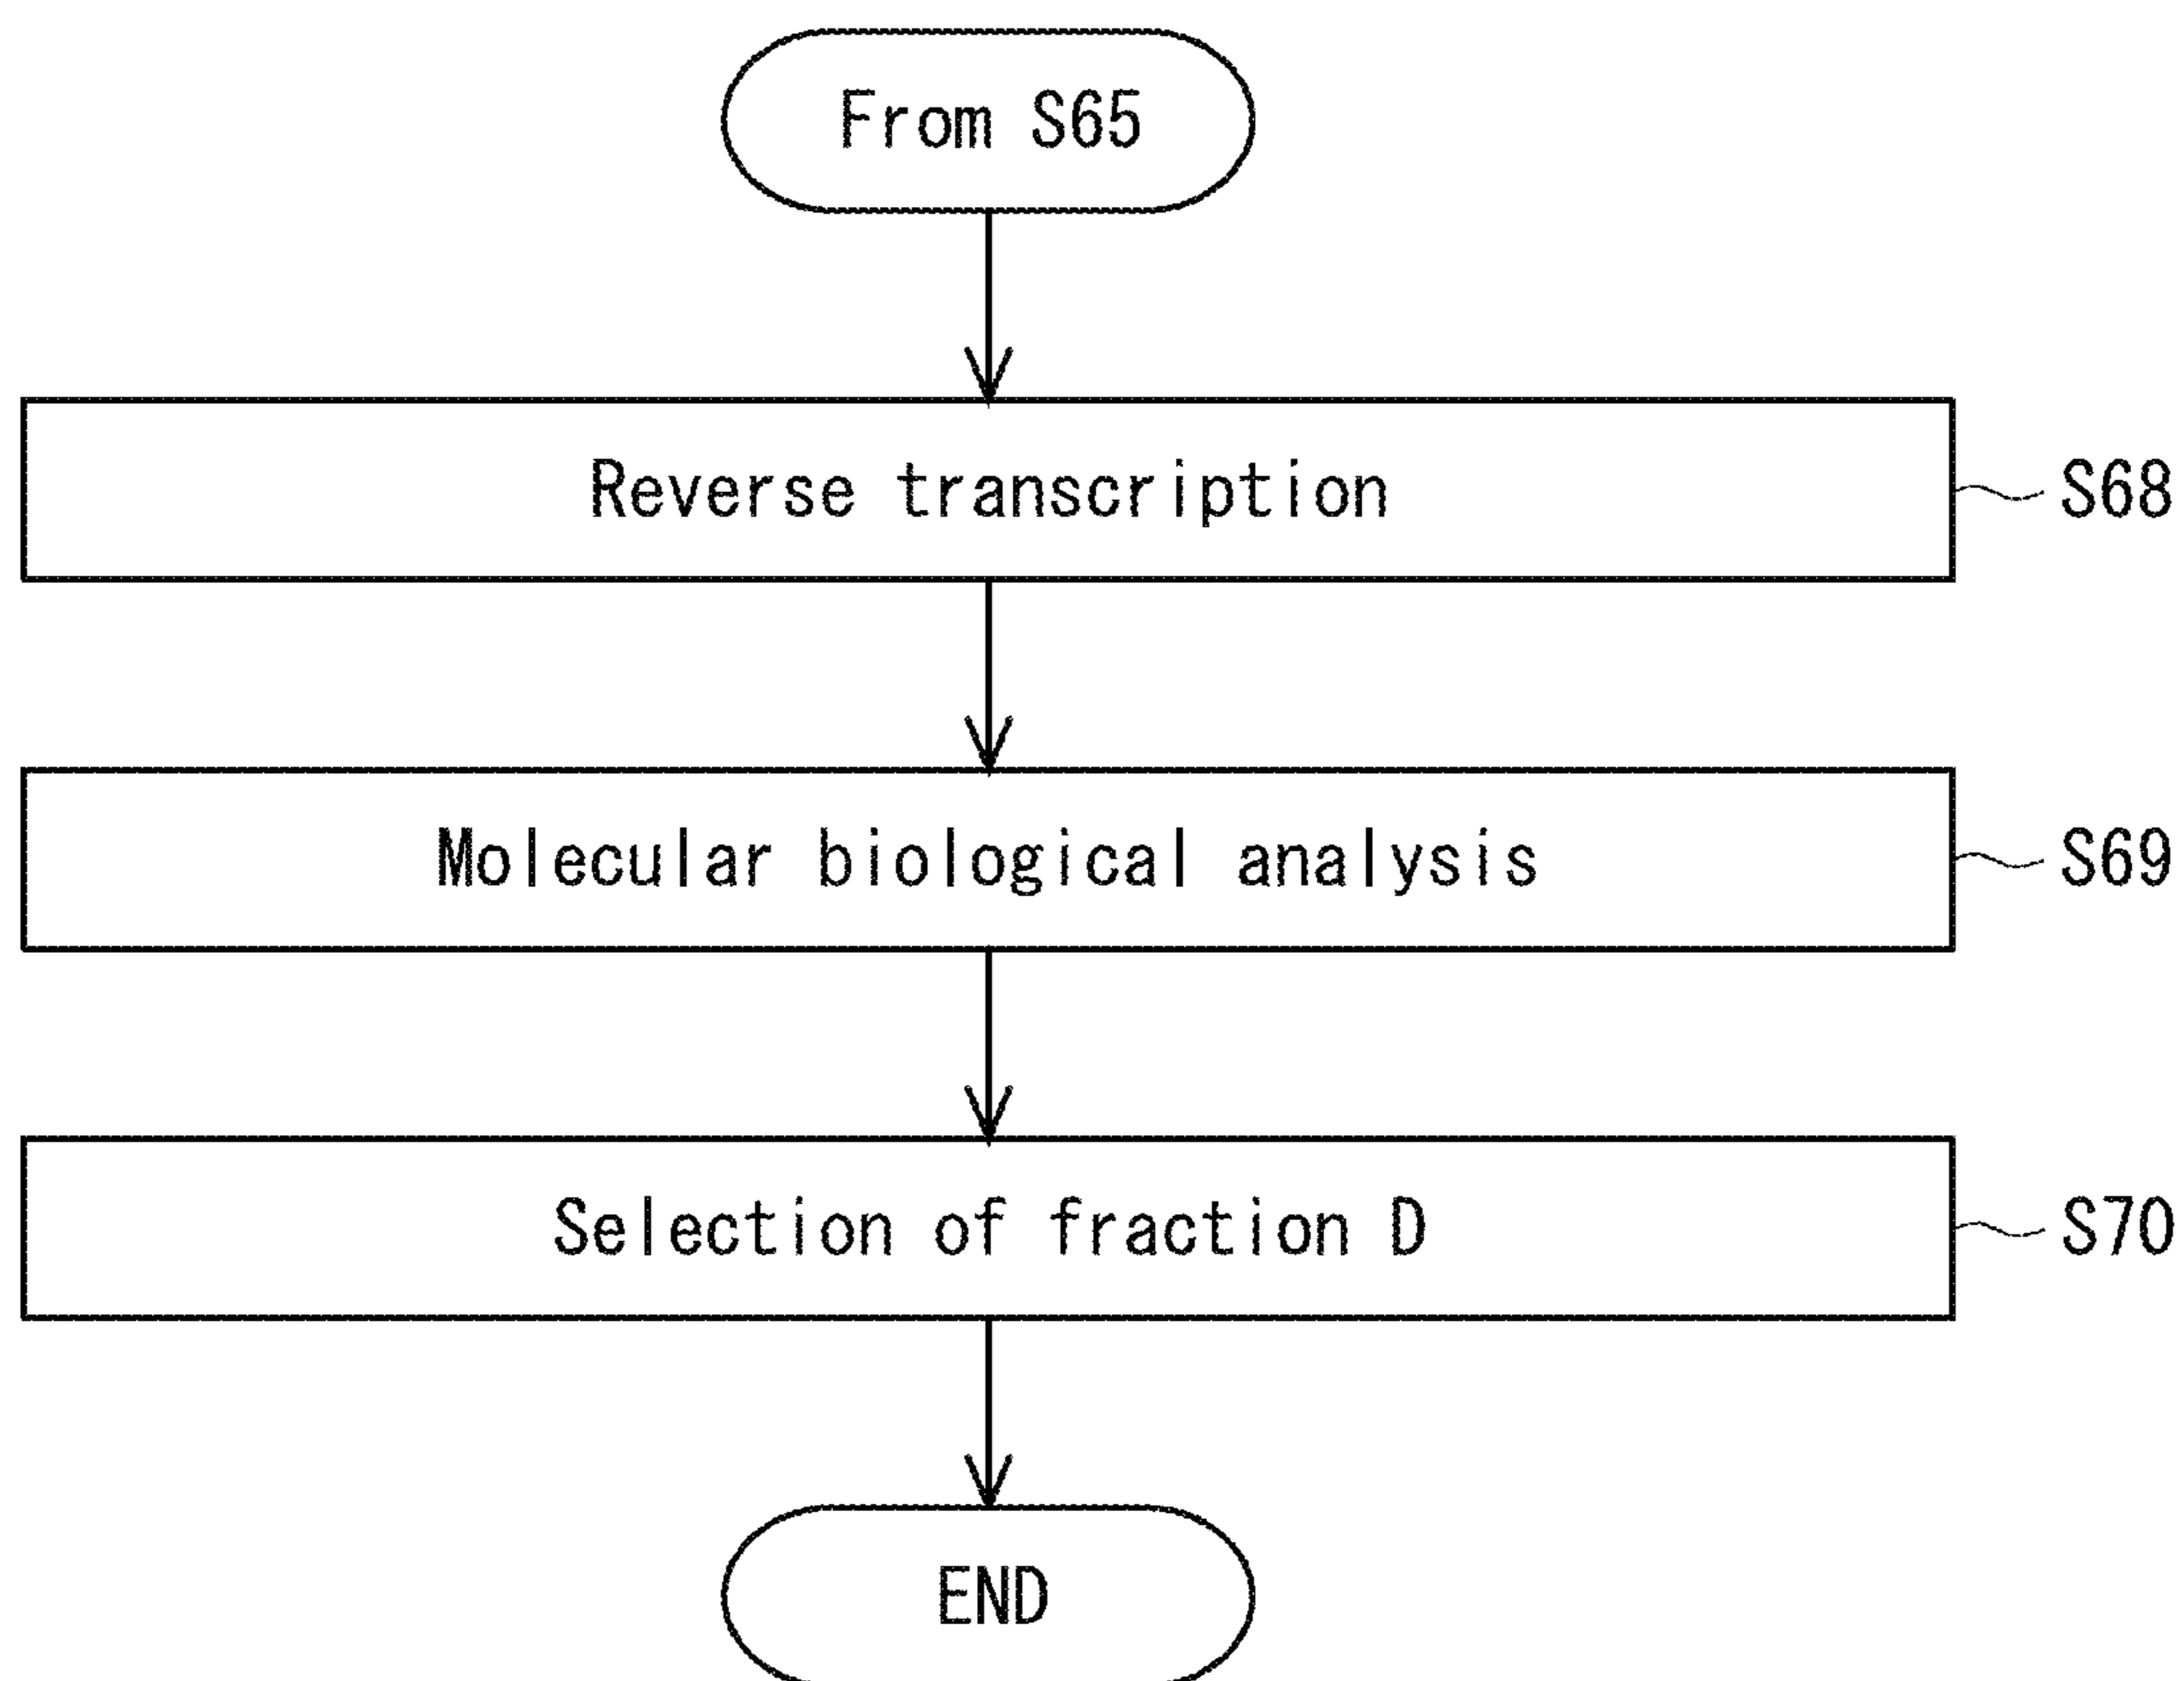 From S65
Reverse transcription S68
Molecular biological analysis S69
Selection of fraction D S70
END